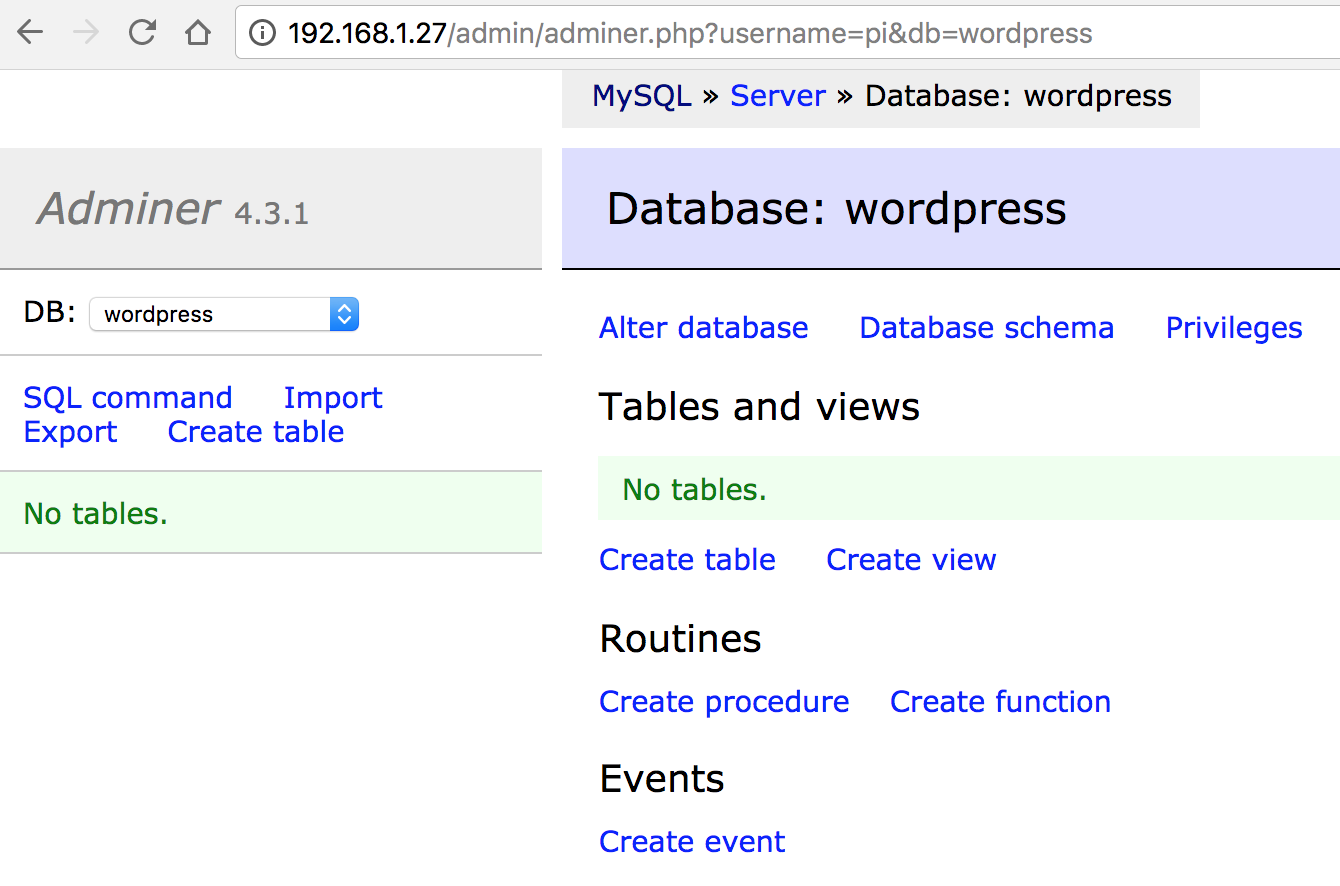 192.168.1.27/admin/adminer.php?username=pi&db=wordpress
MySQL » Server » Database: wordpress
Adminer 4.3.1
DB: wordpress
SQL command Import
Export Create table
No tables.
Database: wordpress
Alter database Database schema Privileges
Tables and views
No tables.
Create table Create view
Routines
Create procedure Create function
Events
Create event